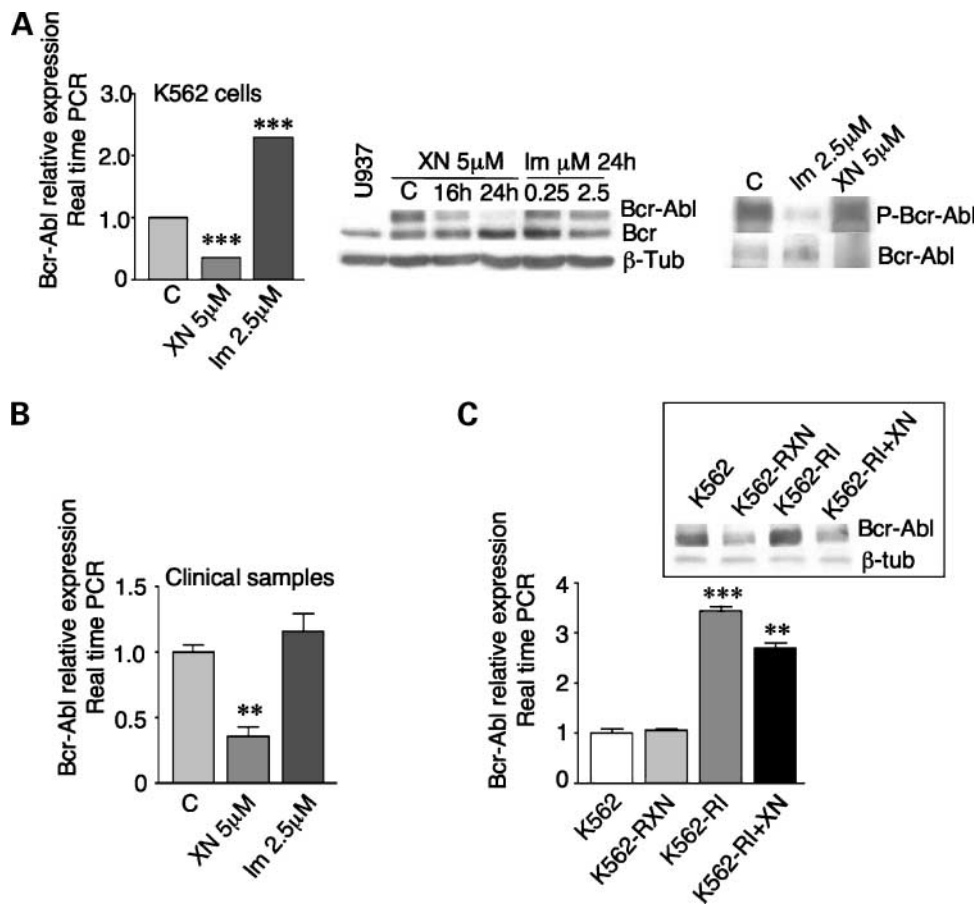 A
Bcr-Abl relative expression
Real time PCR
3.0
2.0
1.0
0
K562 cells
***
***
C
XN 5μM
Im 2.5μM
U937
XN 5μM
Im μM 24h
C 16h 24h 0.25 2.5
Bcr-Abl
Bcr
β-Tub
C
Im 2.5μM
XN 5μM
P-Bcr-Abl
Bcr-Abl
B
Bcr-Abl relative expression
Real time PCR
1.5
1.0
0.5
0
Clinical samples
**
C
XN 5μM
Im 2.5μM
C
K562
K562-RXN
K562-RI
K562-RI+XN
Bcr-Abl
β-tub
Bcr-Abl relative expression
Real time PCR
4
3
2
1
0
***
**
K562
K562-RXN
K562-RI
K562-RI+XN